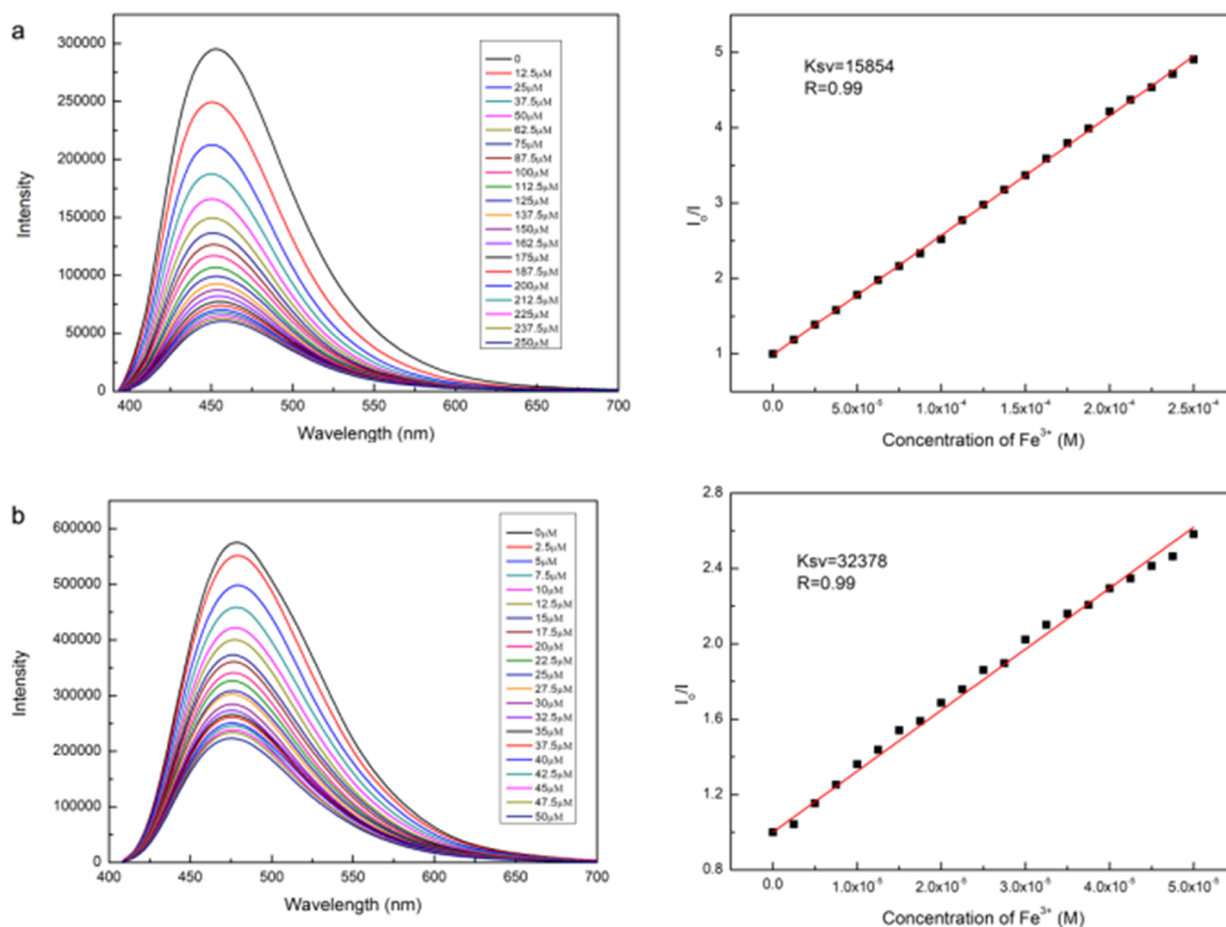 a
Intensity
300000
250000
200000
150000
100000
50000
0
400 450 500 550 600 650 700
Wavelength (nm)
0
12.5μM
25μM
37.5μM
50μM
62.5μM
75μM
87.5μM
100μM
112.5μM
125μM
137.5μM
150μM
162.5μM
175μM
187.5μM
200μM
212.5μM
225μM
237.5μM
250μM
Ksv=15854
R=0.99
I₀/I
5
4
3
2
1
0.0 5.0x10⁻⁵ 1.0x10⁻⁴ 1.5x10⁻⁴ 2.0x10⁻⁴ 2.5x10⁻⁴
Concentration of Fe³⁺ (M)
b
Intensity
600000
500000
400000
300000
200000
100000
0
400 450 500 550 600 650 700
Wavelength (nm)
0μM
2.5μM
5μM
7.5μM
10μM
12.5μM
15μM
17.5μM
20μM
22.5μM
25μM
27.5μM
30μM
32.5μM
35μM
37.5μM
40μM
42.5μM
45μM
47.5μM
50μM
Ksv=32378
R=0.99
I₀/I
2.8
2.4
2.0
1.6
1.2
0.8
0.0 1.0x10⁻⁵ 2.0x10⁻⁵ 3.0x10⁻⁵ 4.0x10⁻⁵ 5.0x10⁻⁵
Concentration of Fe³⁺ (M)